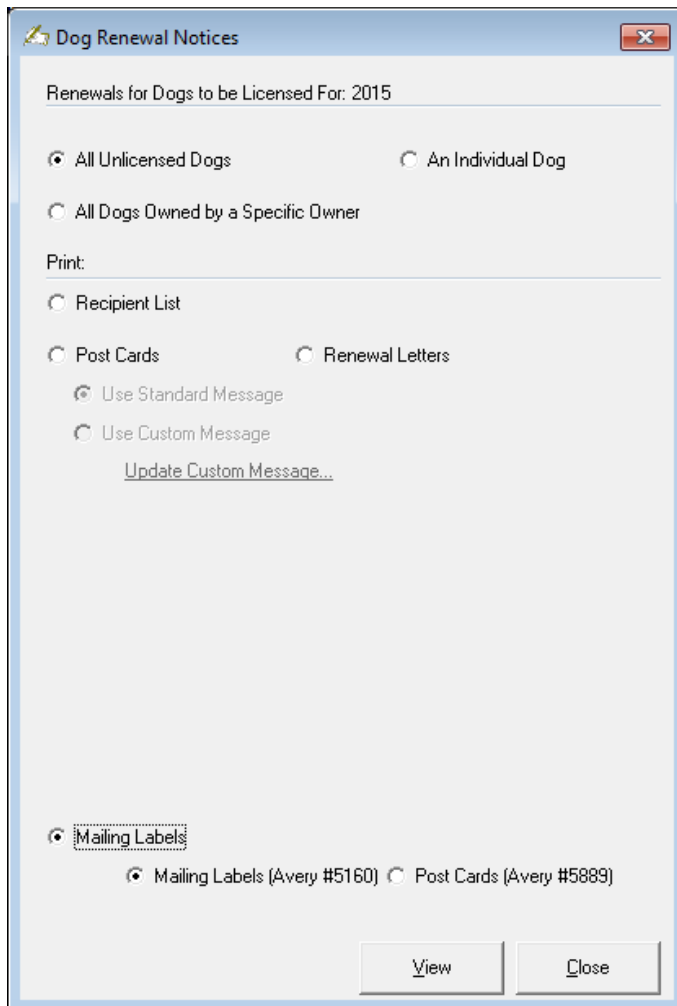 Dog Renewal Notices
Renewals for Dogs to be Licensed For: 2015
All Unlicensed Dogs An Individual Dog
All Dogs Owned by a Specific Owner
Print:
Recipient List
Post Cards Renewal Letters
Use Standard Message
Use Custom Message
Update Custom Message...
Mailing Labels
Mailing Labels (Avery #5160) Post Cards (Avery #5889)
View Close